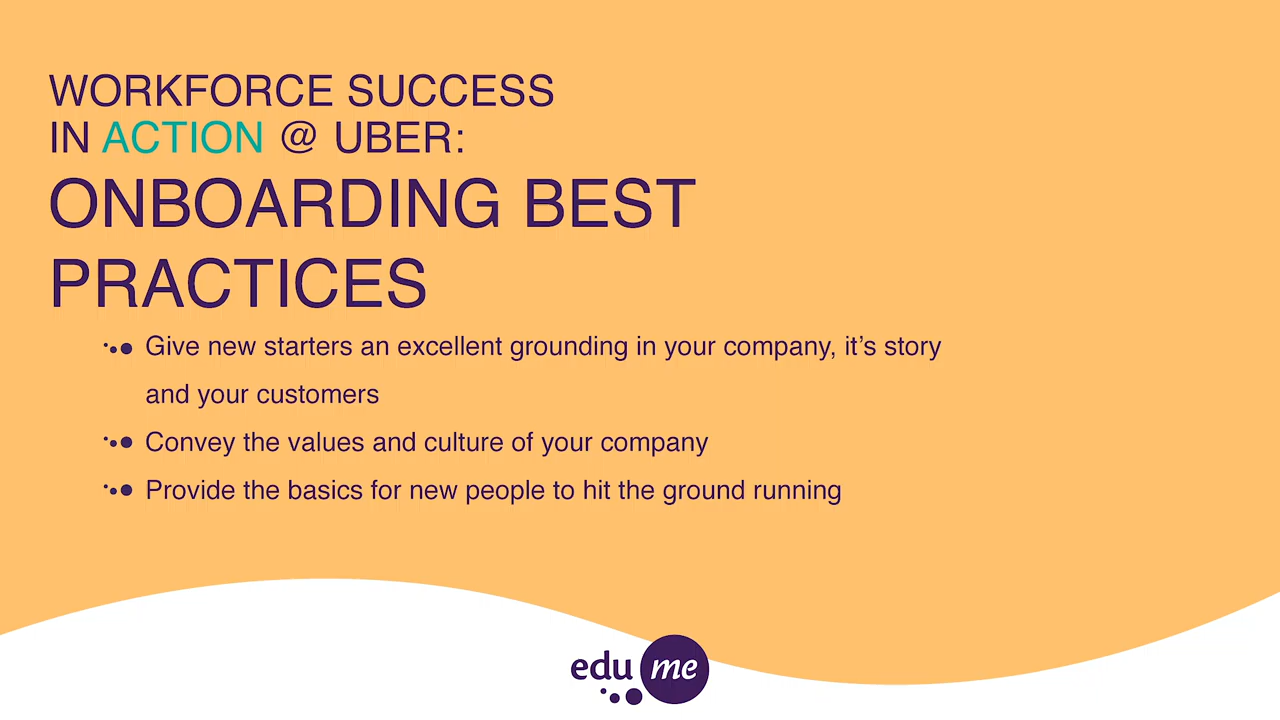 WORKFORCE SUCCESS
IN ACTION @ UBER:
ONBOARDING BEST
PRACTICES
Give new starters an excellent grounding in your company, it’s story
and your customers
Convey the values and culture of your company
Provide the basics for new people to hit the ground running
edu me